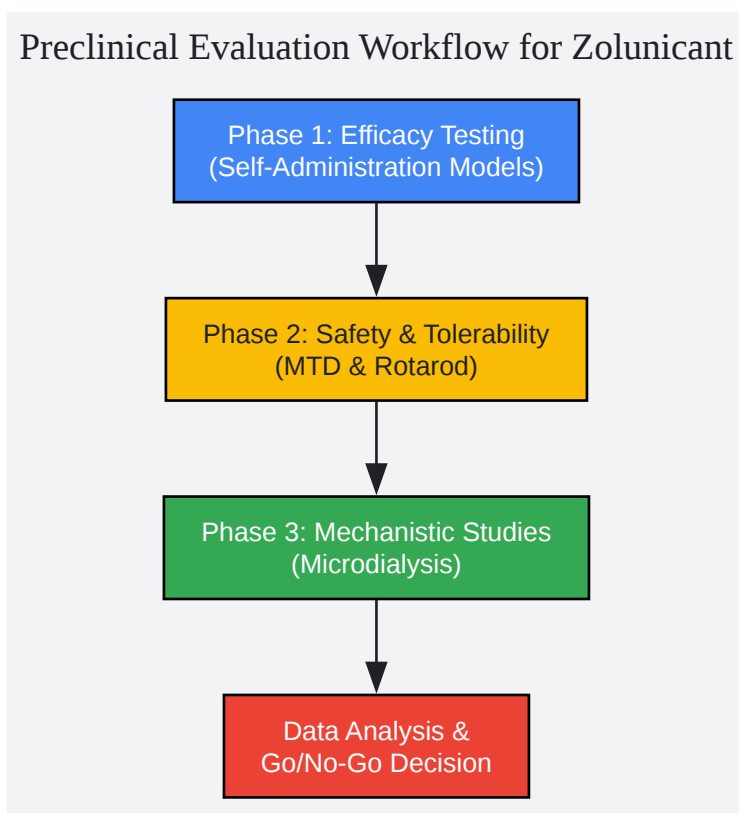 Preclinical Evaluation Workflow for Zolunicant
Phase 1: Efficacy Testing
(Self-Administration Models)
Phase 2: Safety & Tolerability
(MTD & Rotarod)
Phase 3: Mechanistic Studies
(Microdialysis)
Data Analysis &
Go/No-Go Decision